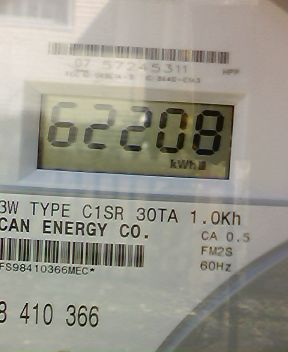 07 57245311
62208
kWh
3W TYPE C1SR 30TA 1.0Kh
CAN ENERGY CO.
CA 0.5
FM2S
60Hz
FS98410366MEC*
8 410 366